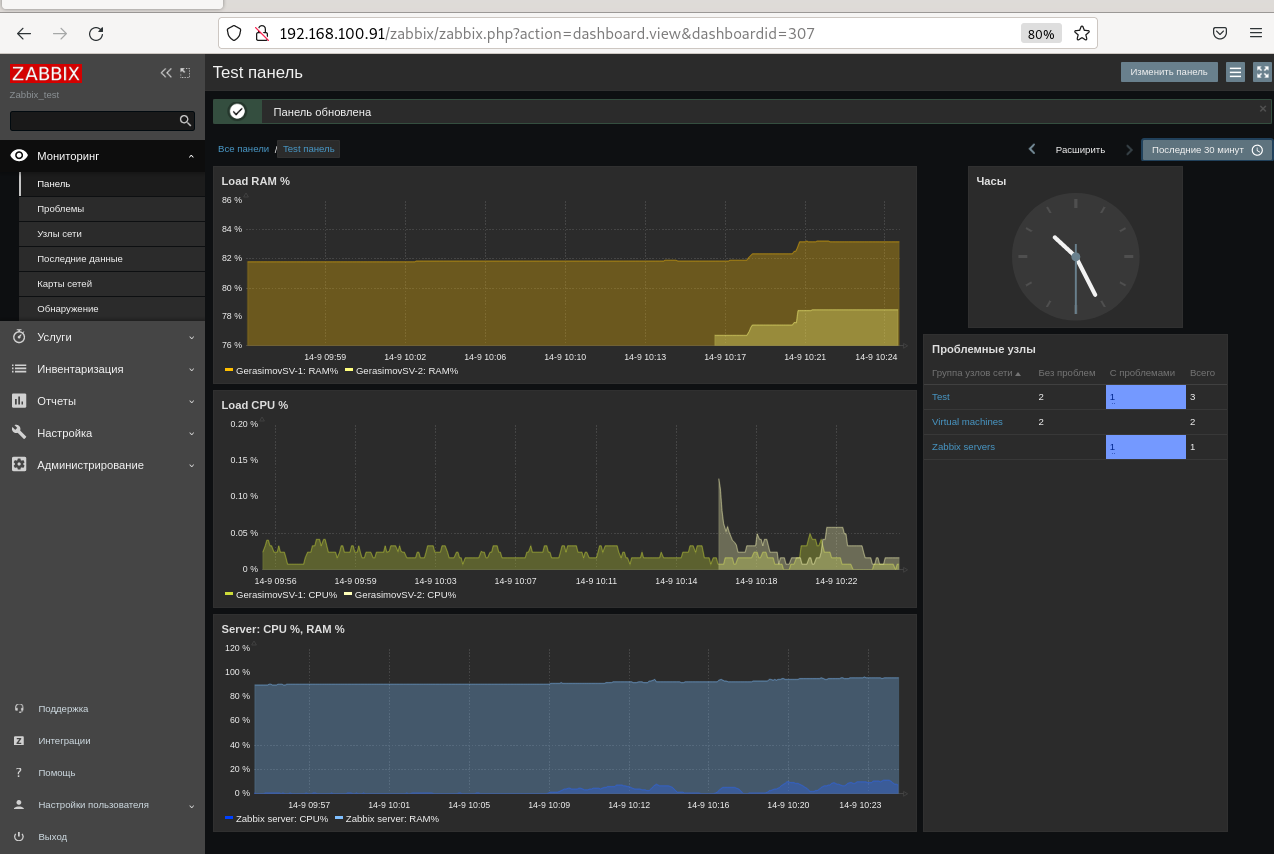 192.168.100.91/zabbix/zabbix.php?action=dashboard.view&dashboardid=307
80%
ZABBIX
Zabbix_test
Мониторинг
Панель
Проблемы
Узлы сети
Последние данные
Карты сетей
Обнаружение
Услуги
Инвентаризация
Отчеты
Настройка
Администрирование
Поддержка
Интеграции
Помощь
Настройки пользователя
Выход
Test панель
Изменить панель
Панель обновлена
Все панели / Test панель
Расширить
Последние 30 минут
Load RAM %
86 %
84 %
82 %
80 %
78 %
76 %
14-9 09:59 14-9 10:02 14-9 10:06 14-9 10:10 14-9 10:13 14-9 10:17 14-9 10:21 14-9 10:24
GerasimovSV-1: RAM% GerasimovSV-2: RAM%
Load CPU %
0.20 %
0.15 %
0.10 %
0.05 %
0 %
14-9 09:56 14-9 09:59 14-9 10:03 14-9 10:07 14-9 10:11 14-9 10:14 14-9 10:18 14-9 10:22
GerasimovSV-1: CPU% GerasimovSV-2: CPU%
Server: CPU %, RAM %
120 %
100 %
80 %
60 %
40 %
20 %
0 %
14-9 09:57 14-9 10:01 14-9 10:05 14-9 10:09 14-9 10:12 14-9 10:16 14-9 10:20 14-9 10:23
Zabbix server: CPU% Zabbix server: RAM%
Часы
Проблемные узлы
Группа узлов сети Без проблем С проблемами Всего
Test 2 1 3
Virtual machines 2 2
Zabbix servers 1 1